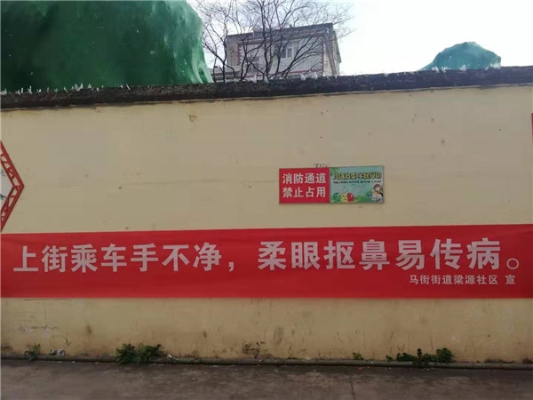 消防通道
禁止占用
上街乘车手不净，柔眼抠鼻易传病。
马街街道梁源社区 宣